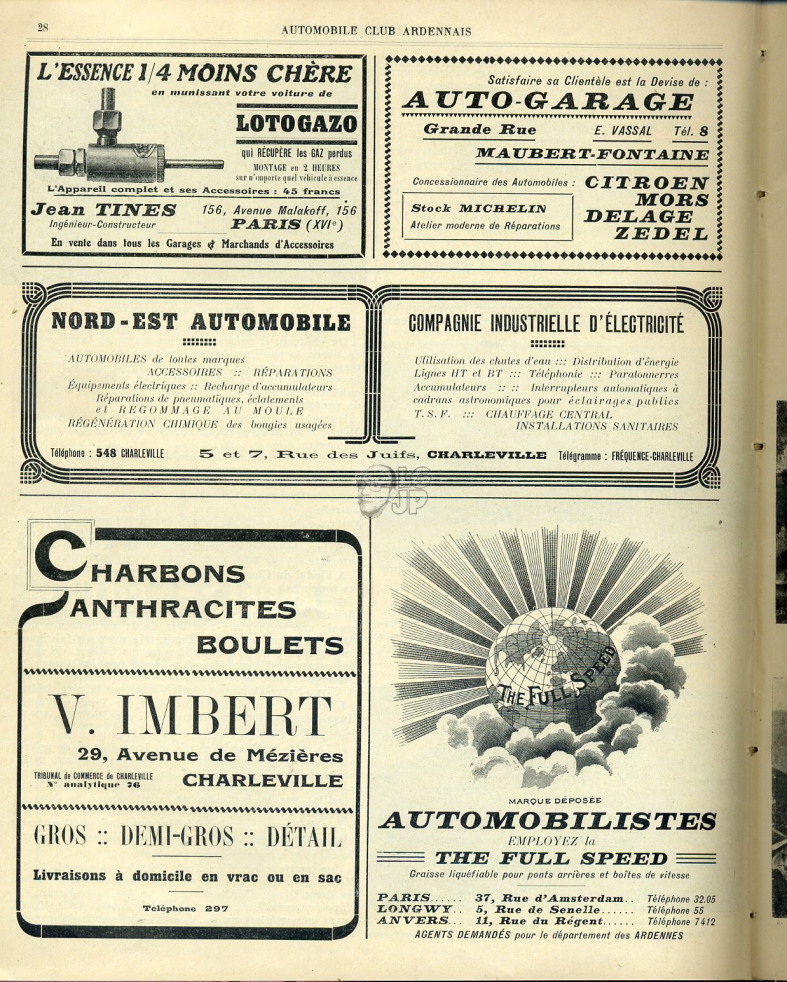 28
AUTOMOBILE CLUB ARDENNAIS
L'ESSENCE 1/4 MOINS CHÈRE
en munissant votre voiture de
LOTOGAZO
qui RÉCUPÈRE les GAZ perdus
MONTAGE en 2 HEURES
sur n'importe quel véhicule à essence
L'Appareil complet et ses Accessoires : 45 francs
Jean TINES 156, Avenue Malakoff, 156
Ingénieur-Constructeur PARIS (XVIe)
En vente dans tous les Garages & Marchands d'Accessoires
Satisfaire sa Clientèle est la Devise de :
AUTO-GARAGE
Grande Rue E. VASSAL Tél. 8
MAUBERT-FONTAINE
Concessionnaire des Automobiles : CITROEN
MORS
DELAGE
ZEDEL
Stock MICHELIN
Atelier moderne de Réparations
NORD-EST AUTOMOBILE
AUTOMOBILES de toutes marques
ACCESSOIRES :: RÉPARATIONS
Équipements électriques :: Recharge d'accumulateurs
Réparations de pneumatiques, éclatements
et REGOMMAGE AU MOULE
RÉGÉNÉRATION CHIMIQUE des bougies usagées
COMPAGNIE INDUSTRIELLE D'ÉLECTRICITÉ
Utilisation des chutes d'eau ::: Distribution d'énergie
Lignes HT et BT ::: Téléphonie ::: Paratonnerres
Accumulateurs :: :: Interrupteurs automatiques à
cadrans astronomiques pour éclairages publics
T. S. F. ::: CHAUFFAGE CENTRAL
INSTALLATIONS SANITAIRES
Téléphone : 548 CHARLEVILLE 5 et 7, Rue des Juifs, CHARLEVILLE Télégramme : FRÉQUENCE-CHARLEVILLE
LO
JP
CHARBONS
ANTHRACITES
BOULETS
V. IMBERT
29, Avenue de Mézières
TRIBUNAL de COMMERCE de CHARLEVILLE
N° analytique 76
CHARLEVILLE
GROS :: DEMI-GROS :: DÉTAIL
Livraisons à domicile en vrac ou en sac
Téléphone 297
THE FULL SPEED
MARQUE DÉPOSÉE
AUTOMOBILISTES
EMPLOYEZ la
THE FULL SPEED
Graisse liquéfiable pour ponts arrières et boîtes de vitesse
PARIS...... 37, Rue d'Amsterdam.. Téléphone 32.05
LONGWY.. 5, Rue de Senelle...... Téléphone 55
ANVERS... 11, Rue du Régent...... Téléphone 7412
AGENTS DEMANDÉS pour le département des ARDENNES